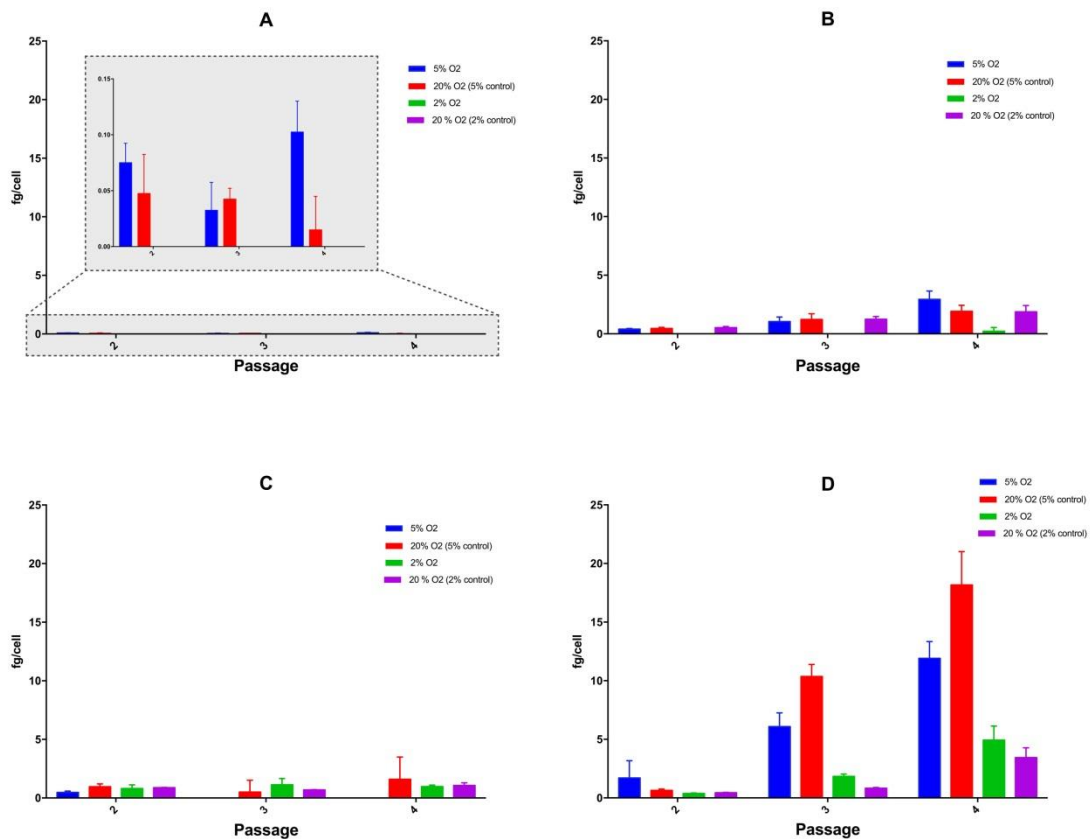 A
25
20
15
10
5
0
fg/cell
0.15
0.10
0.05
0.00
2
3
4
5% O2
20% O2 (5% control)
2% O2
20 % O2 (2% control)
2
3
4
Passage
B
25
20
15
10
5
0
fg/cell
5% O2
20% O2 (5% control)
2% O2
20 % O2 (2% control)
2
3
4
Passage
C
25
20
15
10
5
0
fg/cell
5% O2
20% O2 (5% control)
2% O2
20 % O2 (2% control)
2
3
4
Passage
D
25
20
15
10
5
0
fg/cell
5% O2
20% O2 (5% control)
2% O2
20 % O2 (2% control)
2
3
4
Passage